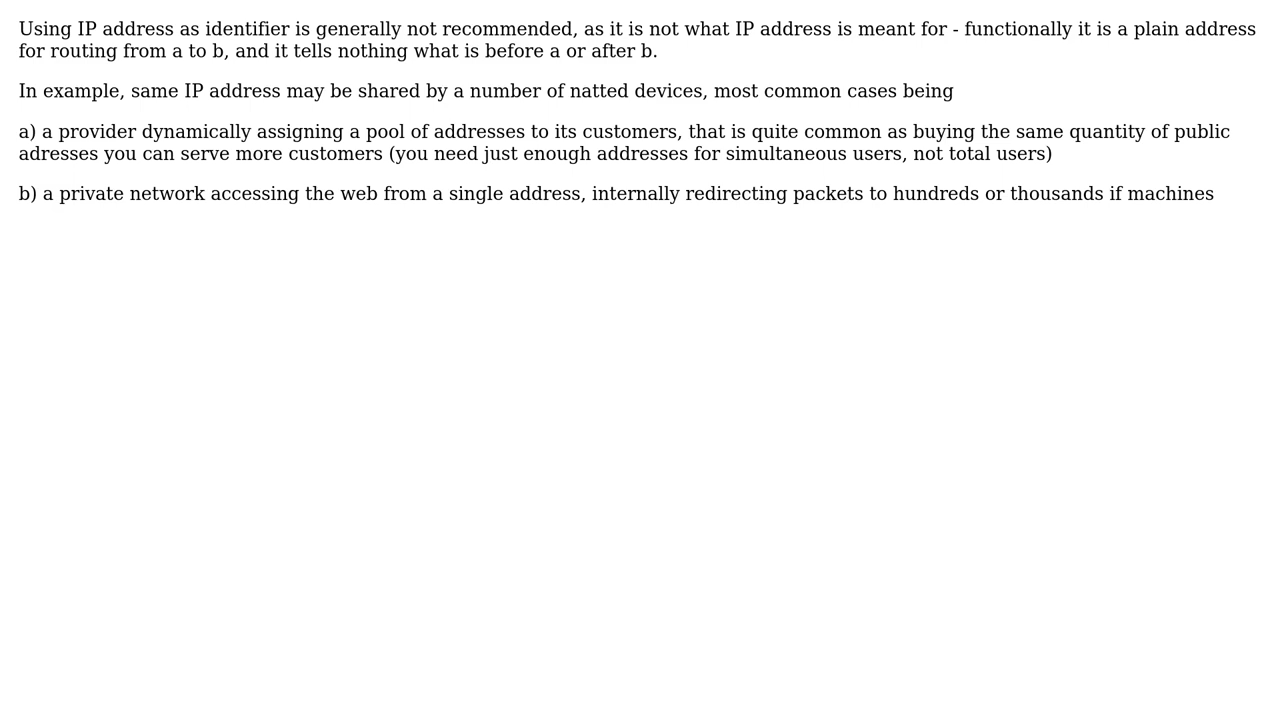 Using IP address as identifier is generally not recommended, as it is not what IP address is meant for - functionally it is a plain address
for routing from a to b, and it tells nothing what is before a or after b.
In example, same IP address may be shared by a number of natted devices, most common cases being
a) a provider dynamically assigning a pool of addresses to its customers, that is quite common as buying the same quantity of public
adresses you can serve more customers (you need just enough addresses for simultaneous users, not total users)
b) a private network accessing the web from a single address, internally redirecting packets to hundreds or thousands if machines